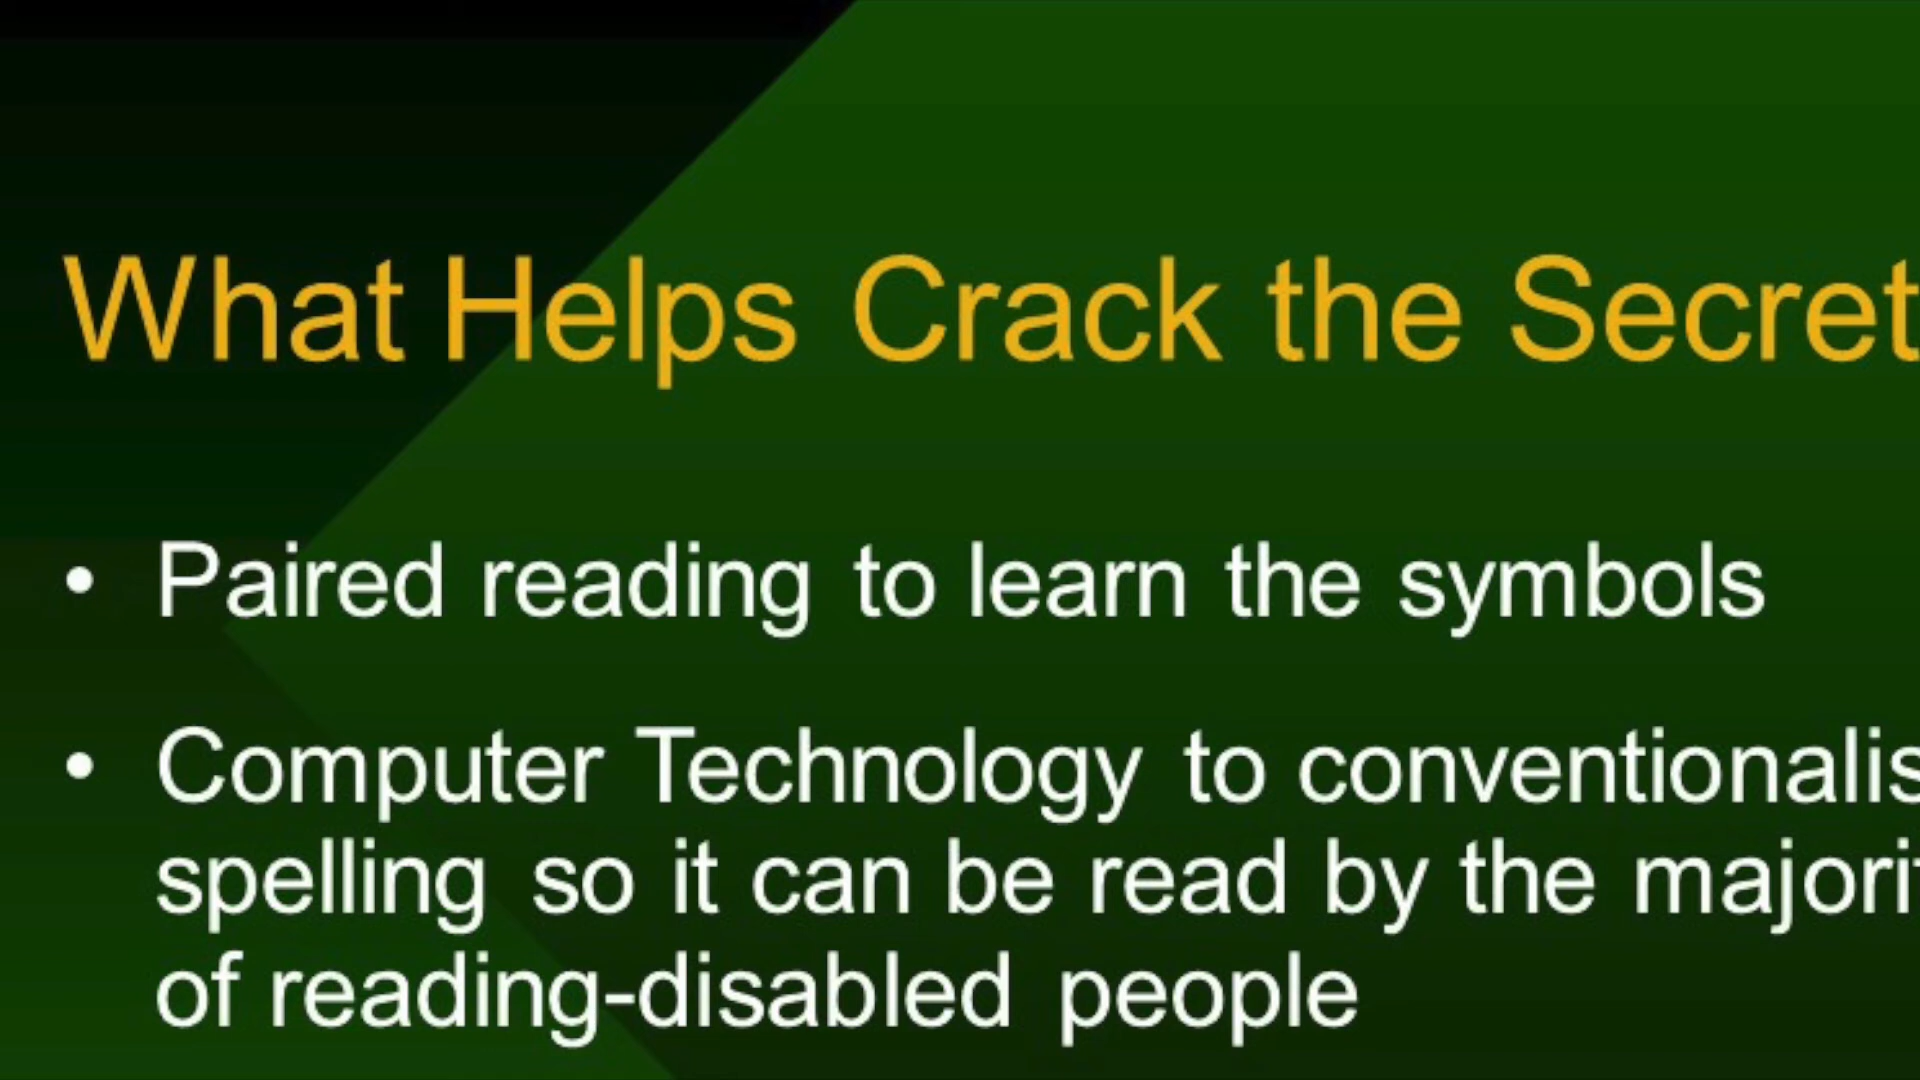 What Helps Crack the Secret
• Paired reading to learn the symbols
• Computer Technology to conventionalis
spelling so it can be read by the majorit
of reading-disabled people